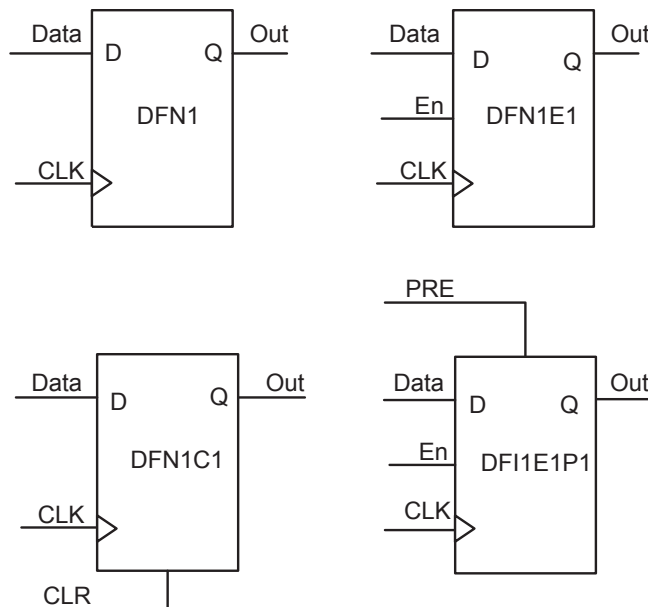 Data
D
Q
Out
DFN1
CLK
Data
D
Q
Out
En
DFN1E1
CLK
Data
D
Q
Out
DFN1C1
CLK
CLR
PRE
Data
D
Q
Out
En
DFI1E1P1
CLK